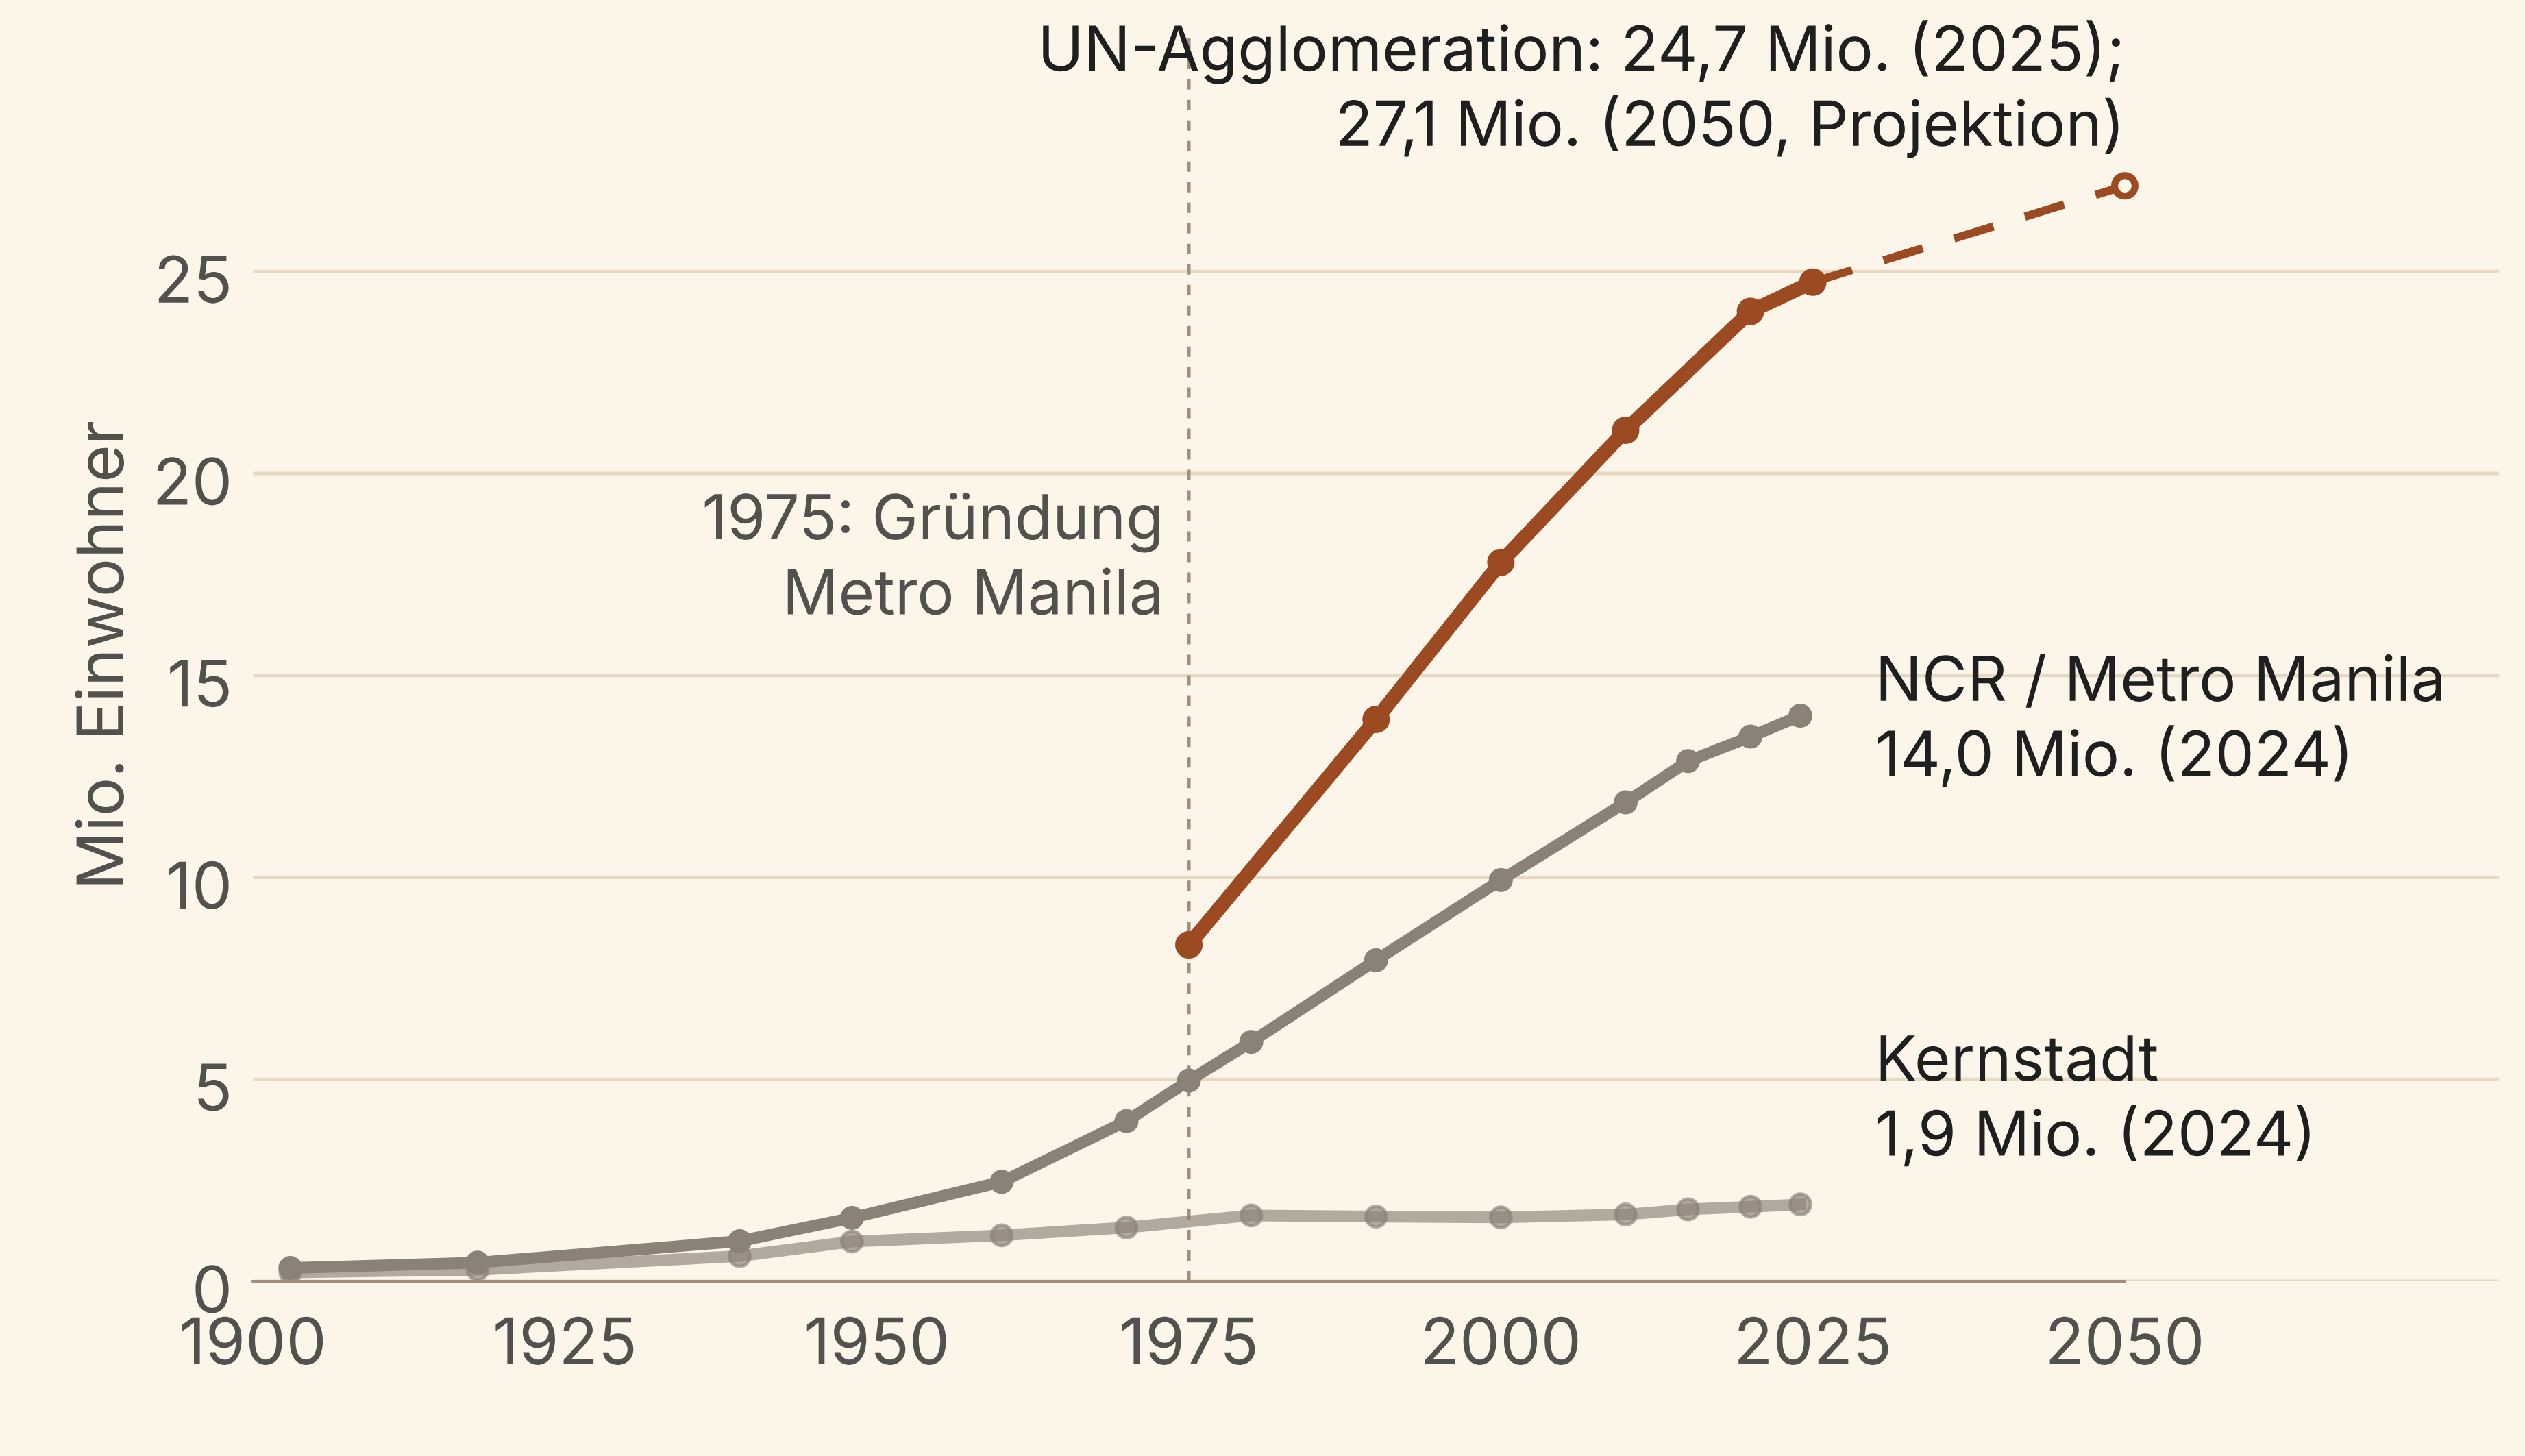 UN-Agglomeration: 24,7 Mio. (2025);
27,1 Mio. (2050, Projektion)
Mio. Einwohner
25
20
15
10
5
0
1975: Gründung
Metro Manila
NCR / Metro Manila
14,0 Mio. (2024)
Kernstadt
1,9 Mio. (2024)
1900 1925 1950 1975 2000 2025 2050